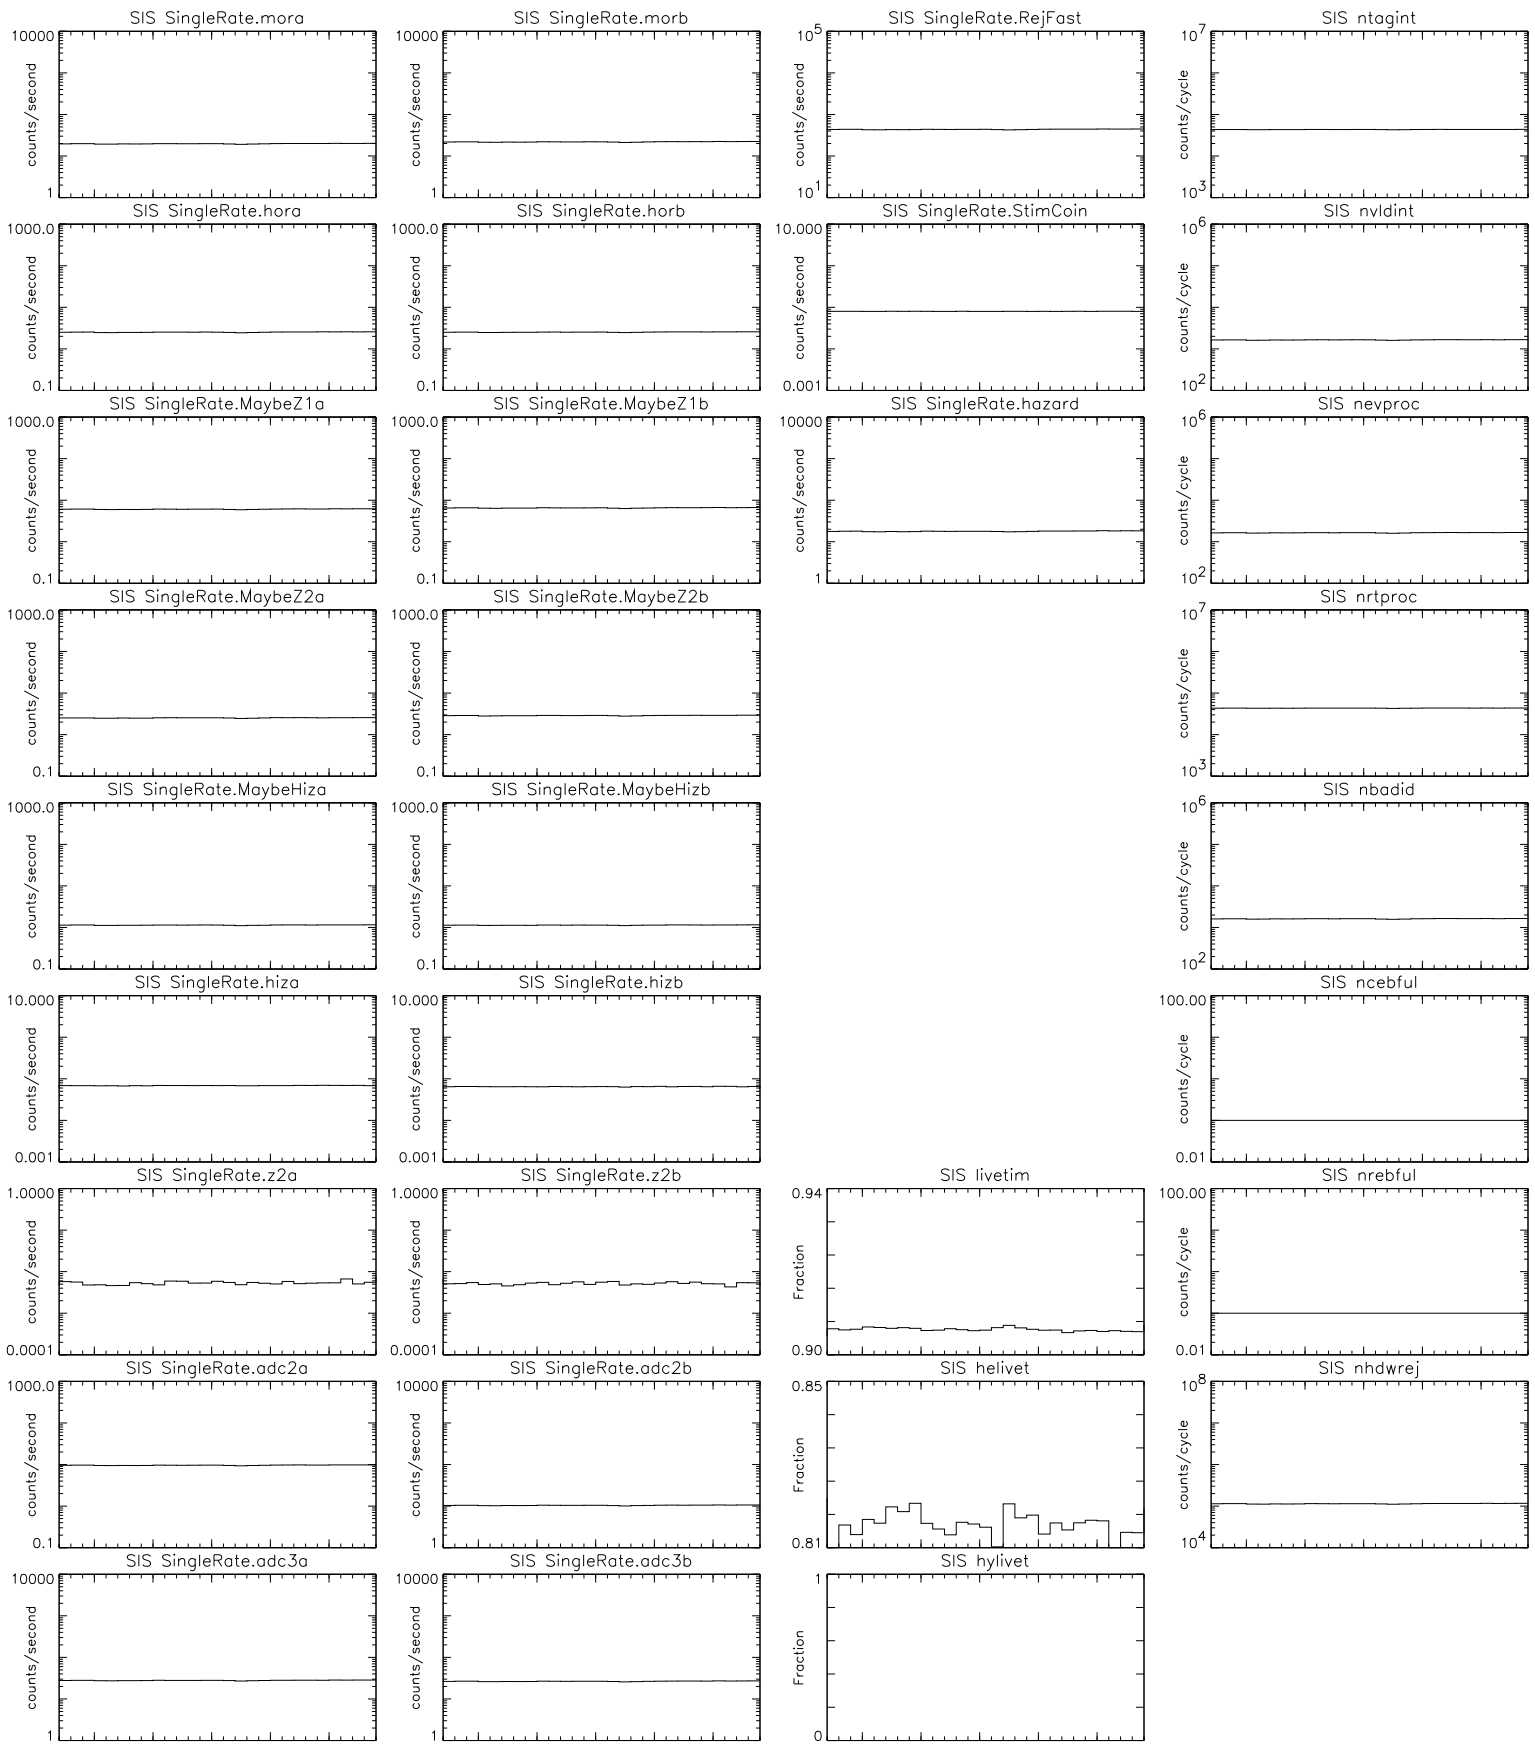 SIS SingleRate.mora
10000
counts/second
1
SIS SingleRate.morb
10000
counts/second
1
SIS SingleRate.RejFast
10^5
counts/second
10^1
SIS ntagint
10^7
counts/cycle
10^3
SIS SingleRate.hora
1000.0
counts/second
0.1
SIS SingleRate.horb
1000.0
counts/second
0.1
SIS SingleRate.StimCoin
10.000
counts/second
0.001
SIS nvldint
10^6
counts/cycle
10^2
SIS SingleRate.MaybeZ1a
1000.0
counts/second
0.1
SIS SingleRate.MaybeZ1b
1000.0
counts/second
0.1
SIS SingleRate.hazard
10000
counts/second
1
SIS nevproc
10^6
counts/cycle
10^2
SIS SingleRate.MaybeZ2a
1000.0
counts/second
0.1
SIS SingleRate.MaybeZ2b
1000.0
counts/second
0.1
SIS nrtproc
10^7
counts/cycle
10^3
SIS SingleRate.MaybeHiza
1000.0
counts/second
0.1
SIS SingleRate.MaybeHizb
1000.0
counts/second
0.1
SIS nbadid
10^6
counts/cycle
10^2
SIS SingleRate.hiza
10.000
counts/second
0.001
SIS SingleRate.hizb
10.000
counts/second
0.001
SIS ncebful
100.00
counts/cycle
0.01
SIS SingleRate.z2a
1.0000
counts/second
0.0001
SIS SingleRate.z2b
1.0000
counts/second
0.0001
SIS livetim
0.94
Fraction
0.90
SIS nrebful
100.00
counts/cycle
0.01
SIS SingleRate.adc2a
1000.0
counts/second
0.1
SIS SingleRate.adc2b
10000
counts/second
1
SIS helivet
0.85
Fraction
0.81
SIS nhdwrej
10^8
counts/cycle
10^4
SIS SingleRate.adc3a
10000
counts/second
1
SIS SingleRate.adc3b
10000
counts/second
1
SIS hylivet
1
Fraction
0